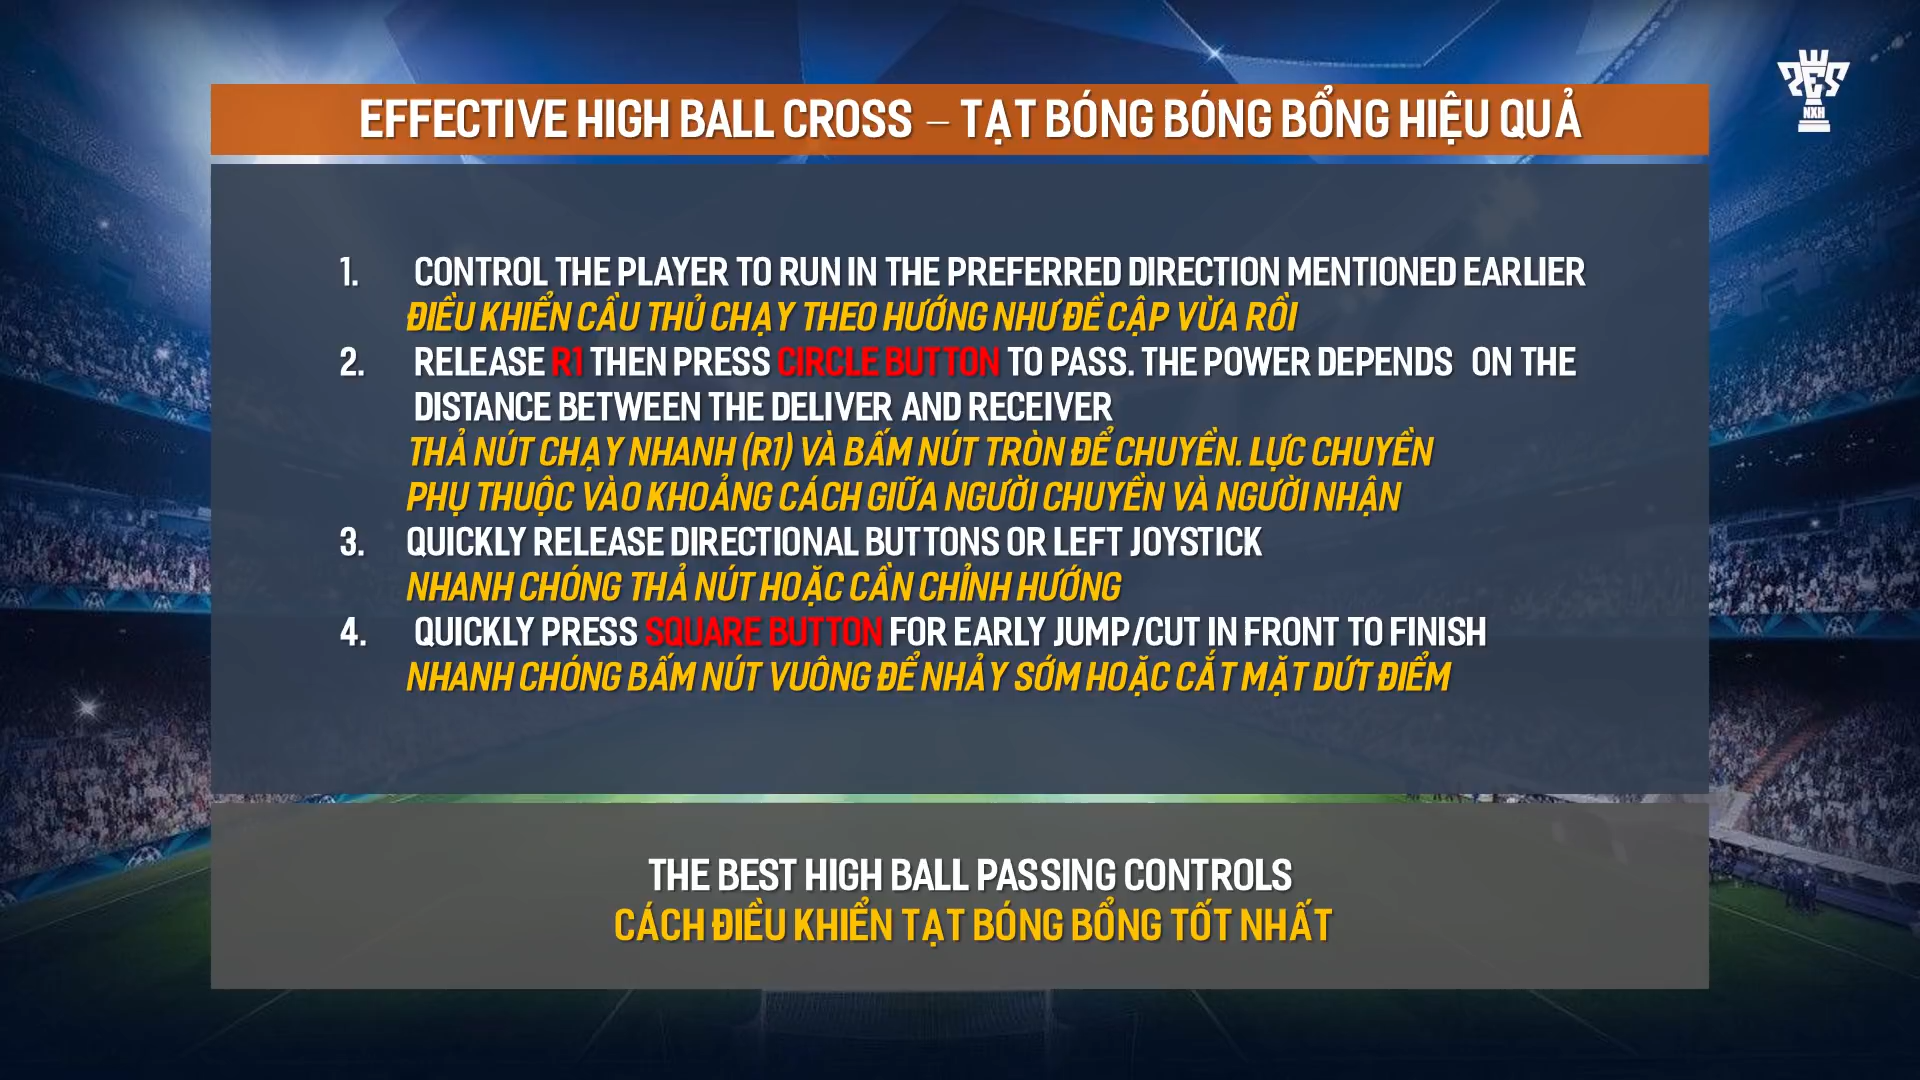 EFFECTIVE HIGH BALL CROSS – TẠT BÓNG BÓNG BỔNG HIỆU QUẢ
NXH
1. CONTROL THE PLAYER TO RUN IN THE PREFERRED DIRECTION MENTIONED EARLIER
ĐIỀU KHIỂN CẦU THỦ CHẠY THEO HƯỚNG NHƯ ĐỀ CẬP VỪA RỒI
2. RELEASE R1 THEN PRESS CIRCLE BUTTON TO PASS. THE POWER DEPENDS ON THE
DISTANCE BETWEEN THE DELIVER AND RECEIVER
THẢ NÚT CHẠY NHANH (R1) VÀ BẤM NÚT TRÒN ĐỂ CHUYỀN. LỰC CHUYỀN
PHỤ THUỘC VÀO KHOẢNG CÁCH GIỮA NGƯỜI CHUYỀN VÀ NGƯỜI NHẬN
3. QUICKLY RELEASE DIRECTIONAL BUTTONS OR LEFT JOYSTICK
NHANH CHÓNG THẢ NÚT HOẶC CẦN CHỈNH HƯỚNG
4. QUICKLY PRESS SQUARE BUTTON FOR EARLY JUMP/CUT IN FRONT TO FINISH
NHANH CHÓNG BẤM NÚT VUÔNG ĐỂ NHẢY SỚM HOẶC CẮT MẶT DỨT ĐIỂM
THE BEST HIGH BALL PASSING CONTROLS
CÁCH ĐIỀU KHIỂN TẠT BÓNG BỔNG TỐT NHẤT